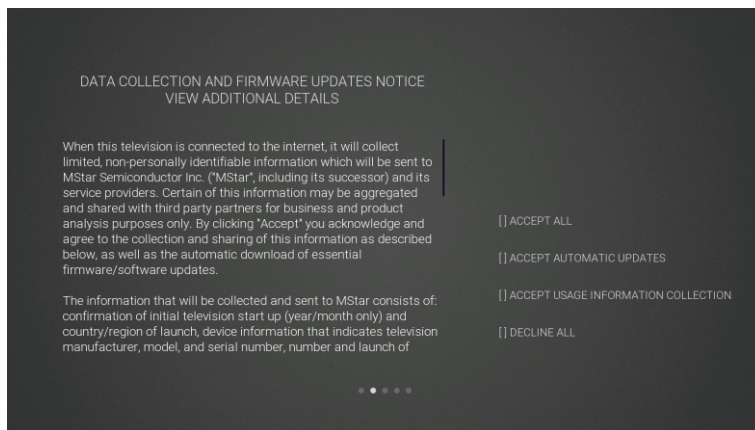 DATA COLLECTION AND FIRMWARE UPDATES NOTICE
VIEW ADDITIONAL DETAILS
When this television is connected to the internet, it will collect
limited, non-personally identifiable information which will be sent to
MStar Semiconductor Inc. ("MStar", including its successor) and its
service providers. Certain of this information may be aggregated
and shared with third party partners for business and product
analysis purposes only. By clicking "Accept" you acknowledge and
agree to the collection and sharing of this information as described
below, as well as the automatic download of essential
firmware/software updates.
The information that will be collected and sent to MStar consists of:
confirmation of initial television start up (year/month only) and
country/region of launch, device information that indicates television
manufacturer, model, and serial number, number and launch of
[ ] ACCEPT ALL
[ ] ACCEPT AUTOMATIC UPDATES
[ ] ACCEPT USAGE INFORMATION COLLECTION
[ ] DECLINE ALL